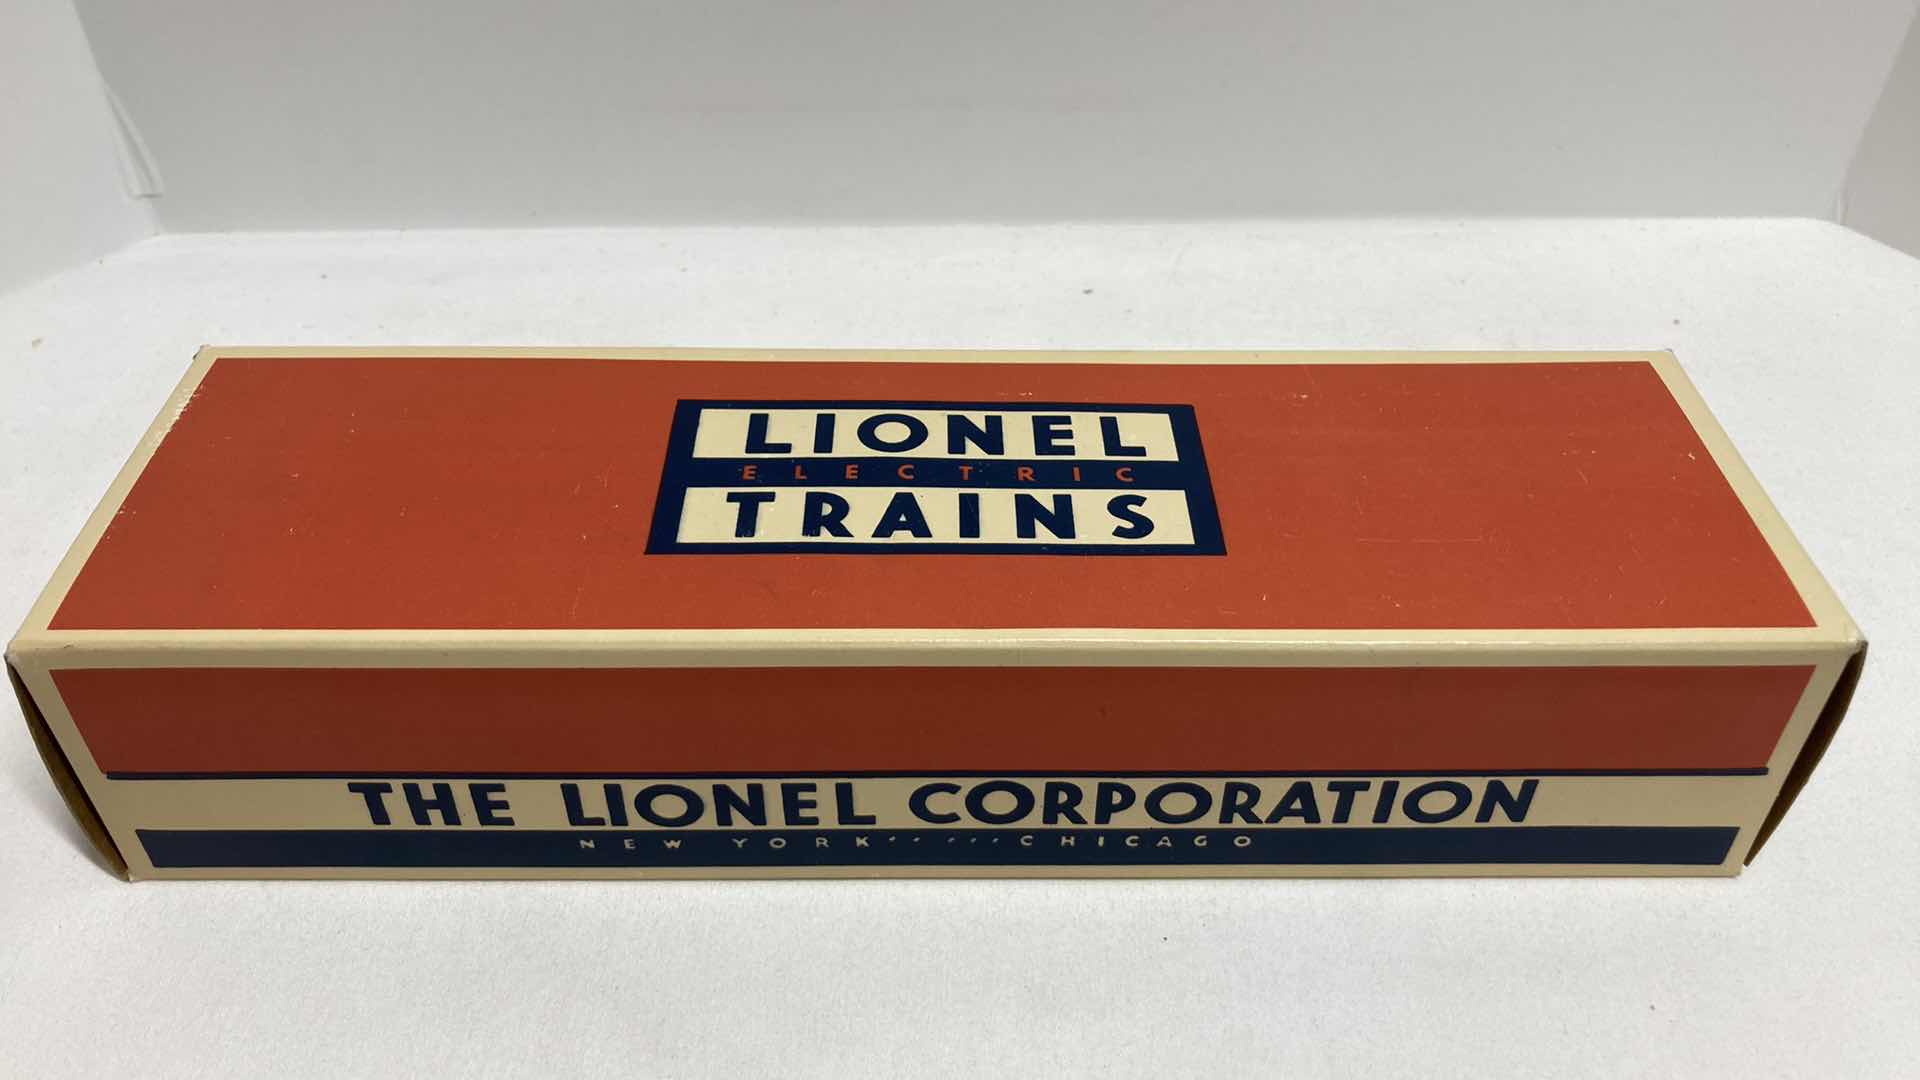 LIONEL
ELECTRIC
TRAINS
THE LIONEL CORPORATION
NEW YORK······CHICAGO